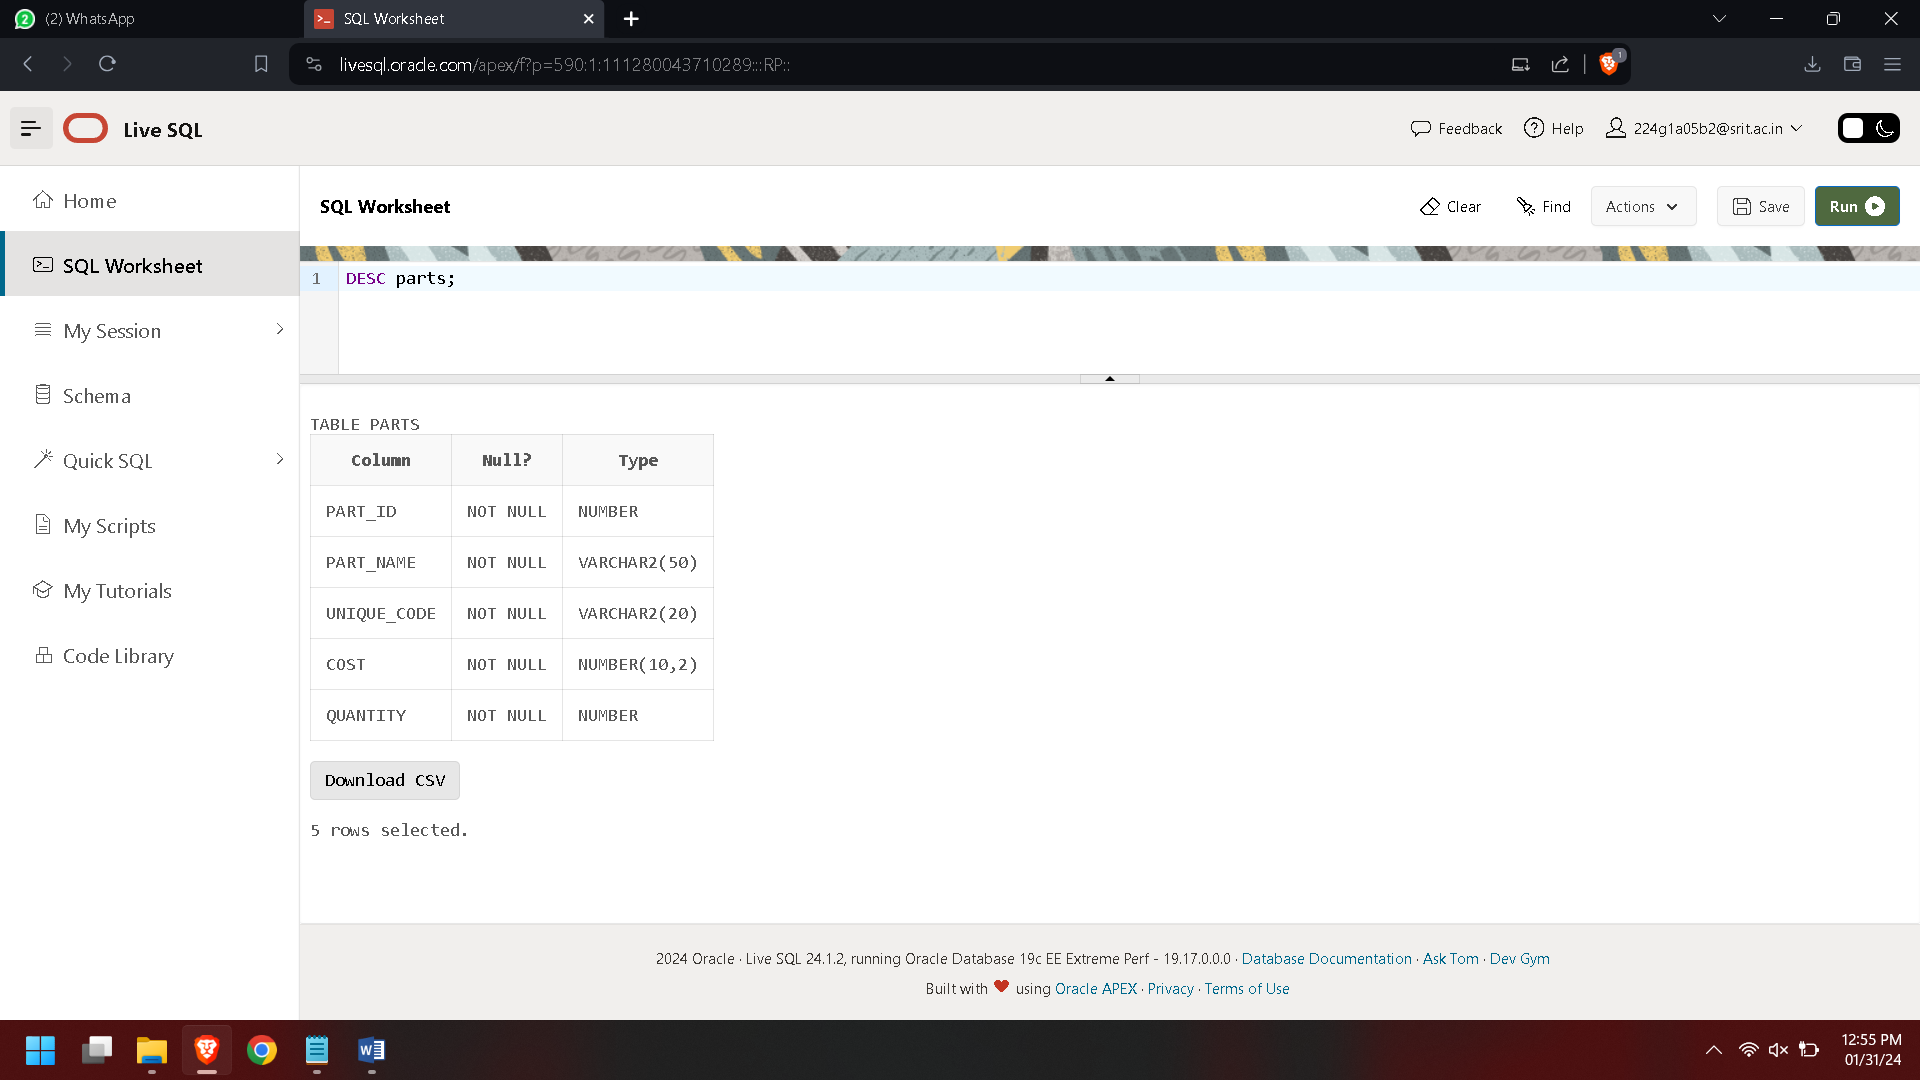 (2) WhatsApp
SQL Worksheet
livesql.oracle.com/apex/f?p=590:1:111280043710289:::RP::
1
Live SQL
Feedback
Help
224g1a05b2@srit.ac.in
Home
SQL Worksheet
My Session
Schema
Quick SQL
My Scripts
My Tutorials
Code Library
SQL Worksheet
Clear
Find
Actions
Save
Run
1 DESC parts;
TABLE PARTS
Column Null? Type
PART_ID NOT NULL NUMBER
PART_NAME NOT NULL VARCHAR2(50)
UNIQUE_CODE NOT NULL VARCHAR2(20)
COST NOT NULL NUMBER(10,2)
QUANTITY NOT NULL NUMBER
Download CSV
5 rows selected.
2024 Oracle · Live SQL 24.1.2, running Oracle Database 19c EE Extreme Perf - 19.17.0.0.0 · Database Documentation · Ask Tom · Dev Gym
Built with ❤ using Oracle APEX · Privacy · Terms of Use
12:55 PM
01/31/24